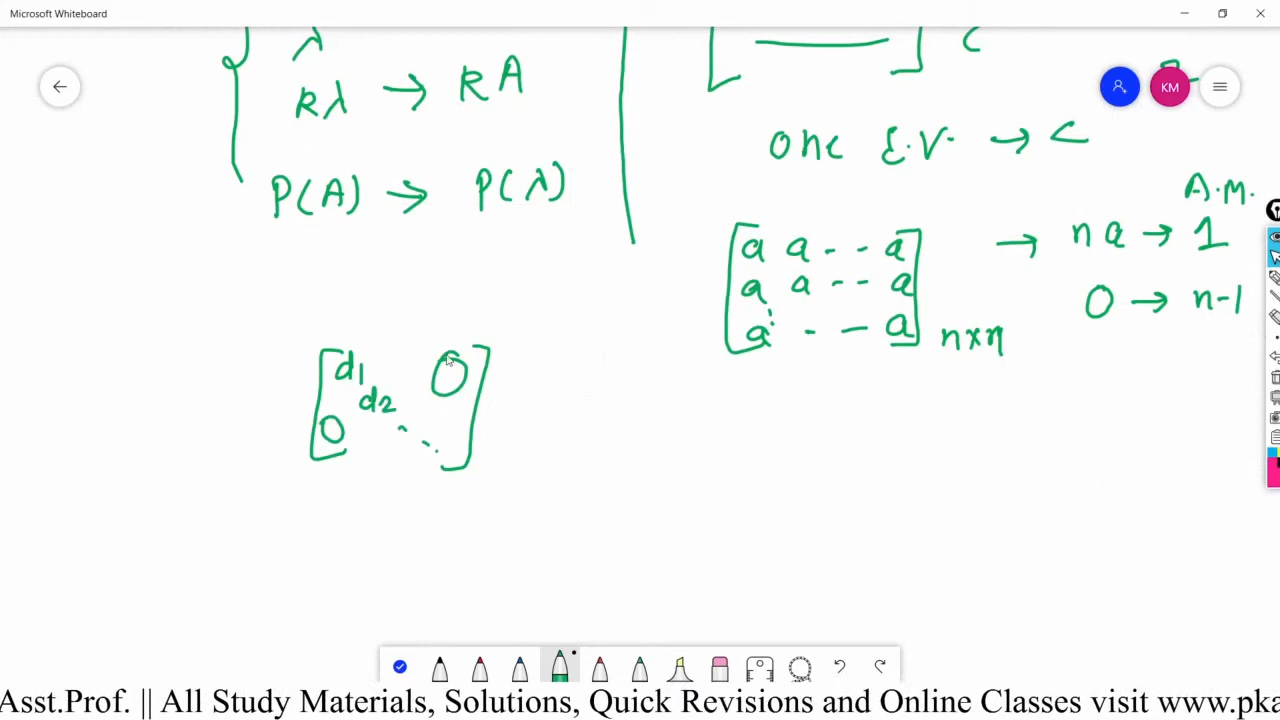 Microsoft Whiteboard
λ
Rλ → RA
P(A) → P(λ)
C
KM
one E.V. → C
A.M.
[a a - - a
a a - - a
a - - a] n×n
→ na → 1
0 → n-1
[d1 0
d2
0 ⋱]
Asst.Prof. || All Study Materials, Solutions, Quick Revisions and Online Classes visit www.pka